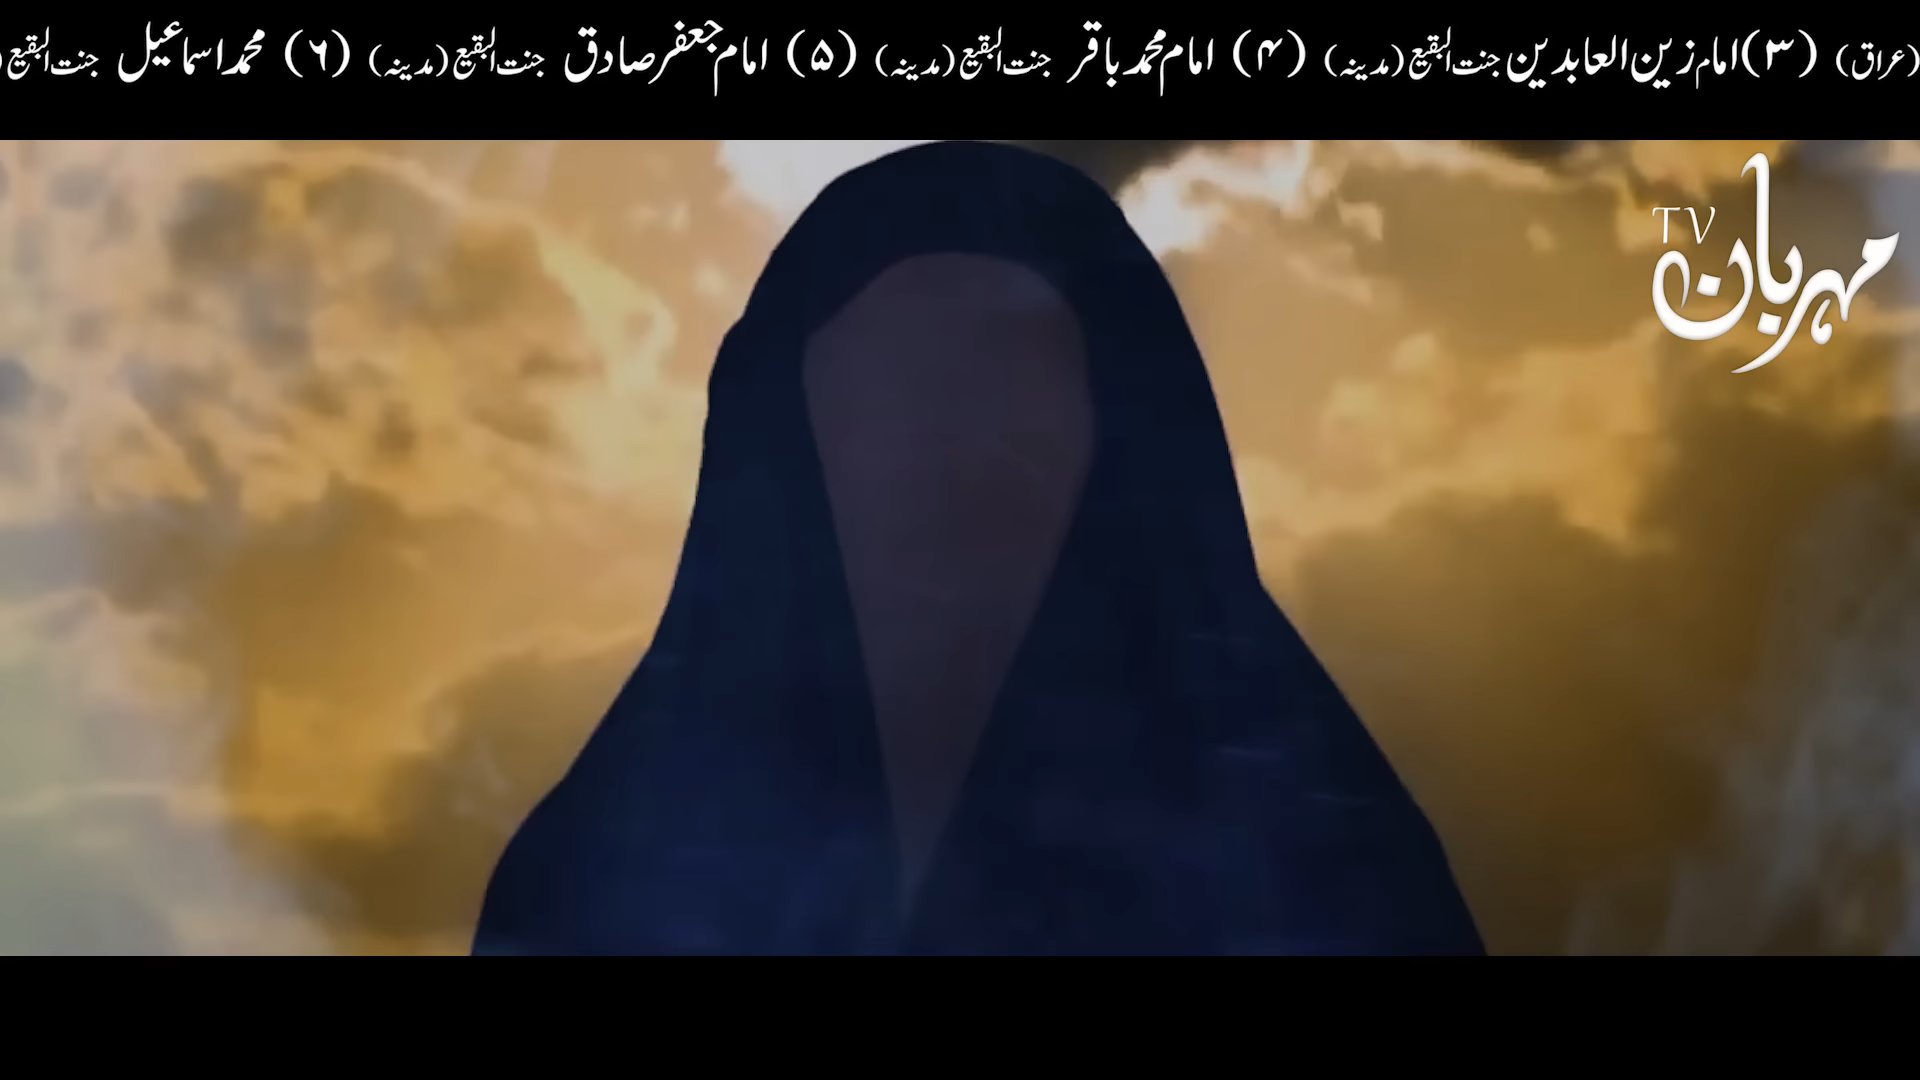 (عراق) (۳) امام زین العابدین جنت البقیع (مدینہ) (۴) امام محمد باقر جنت البقیع (مدینہ) (۵) امام جعفر صادق جنت البقیع (مدینہ) (۶) محمد اسماعیل جنت البقیع (
TV
مہربان